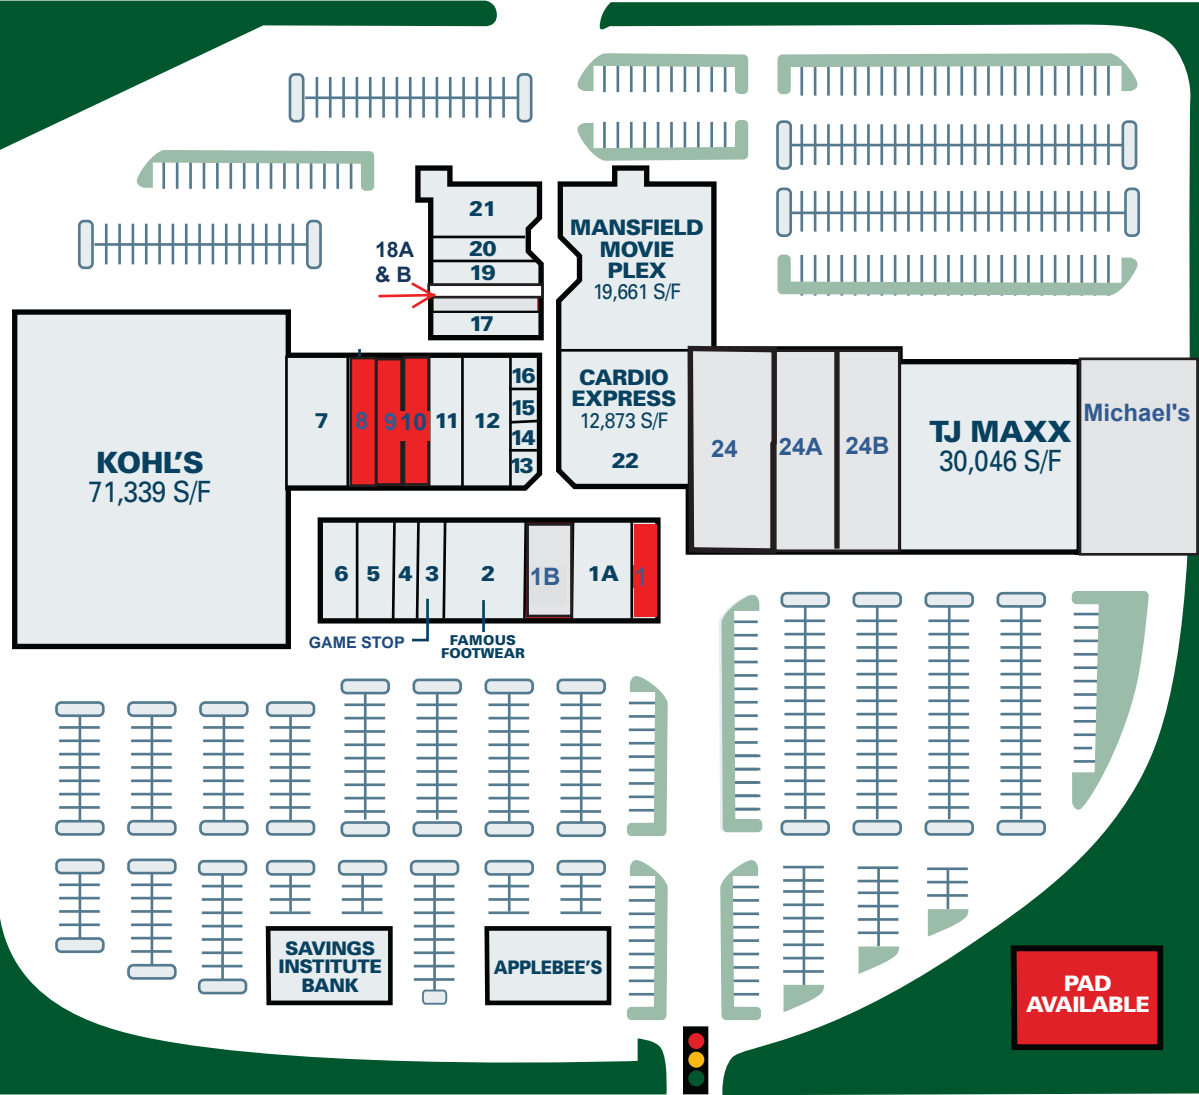 21
20
19
18A
& B
17
MANSFIELD
MOVIE
PLEX
19,661 S/F
KOHL'S
71,339 S/F
7
8
9
10
11
12
16
15
14
13
CARDIO
EXPRESS
12,873 S/F
22
24
24A
24B
TJ MAXX
30,046 S/F
Michael's
6
5
4
3
2
1B
1A
1
GAME STOP
FAMOUS
FOOTWEAR
SAVINGS
INSTITUTE
BANK
APPLEBEE'S
PAD
AVAILABLE